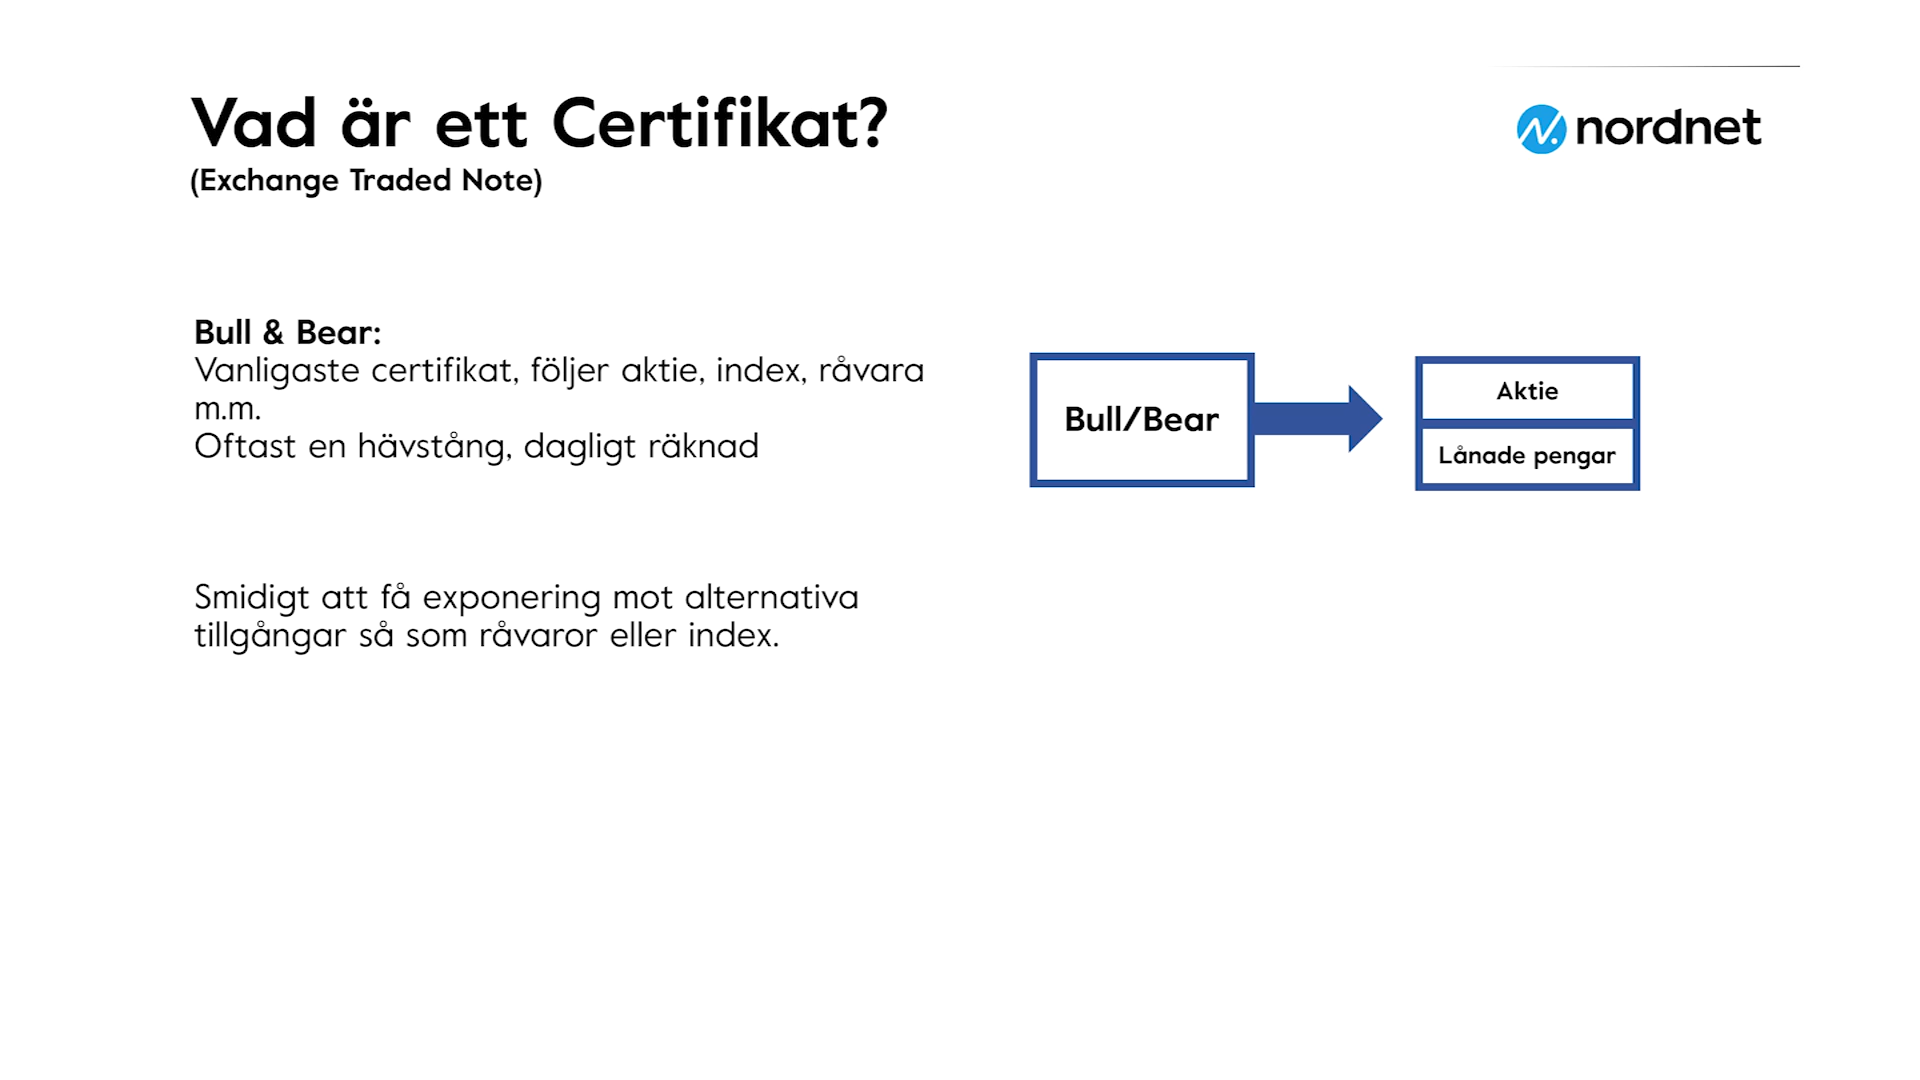 Vad är ett Certifikat?
(Exchange Traded Note)
nordnet
Bull & Bear:
Vanligaste certifikat, följer aktie, index, råvara
m.m.
Oftast en hävstång, dagligt räknad
Bull/Bear
Aktie
Lånade pengar
Smidigt att få exponering mot alternativa
tillgångar så som råvaror eller index.